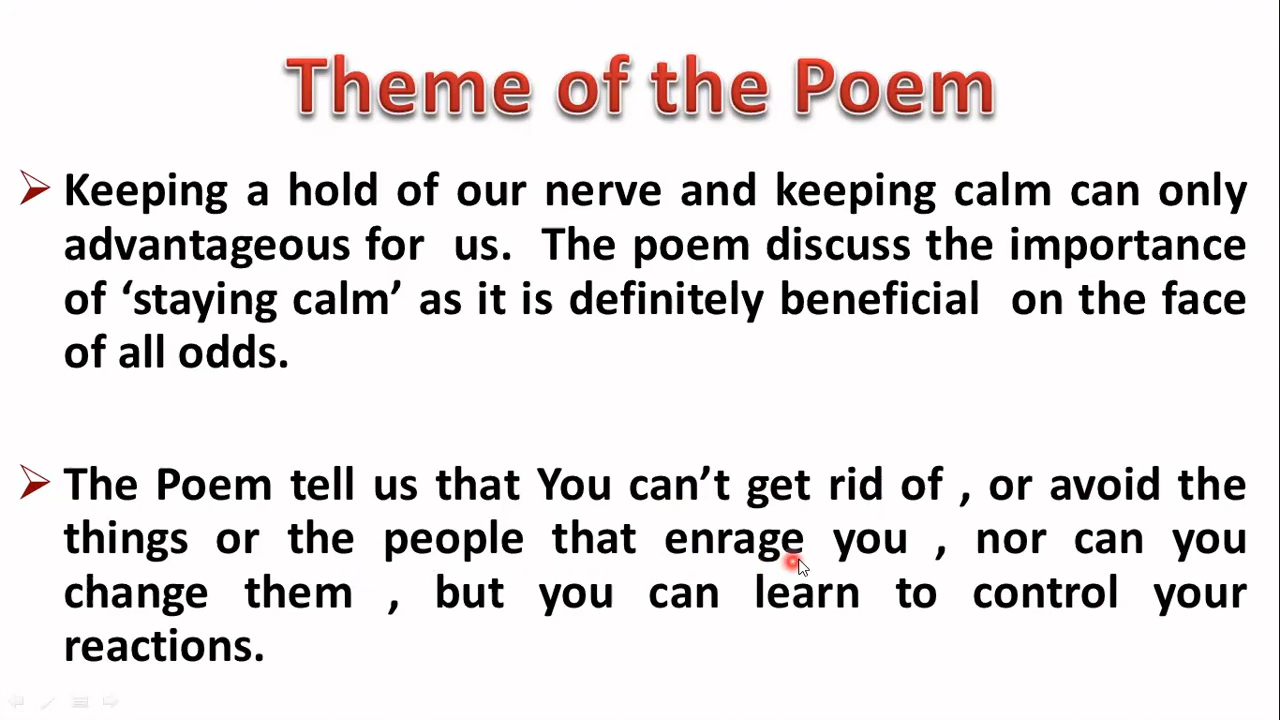 Theme of the Poem
Keeping a hold of our nerve and keeping calm can only
advantageous for us. The poem discuss the importance
of ‘staying calm’ as it is definitely beneficial on the face
of all odds.
The Poem tell us that You can’t get rid of , or avoid the
things or the people that enrage you , nor can you
change them , but you can learn to control your
reactions.